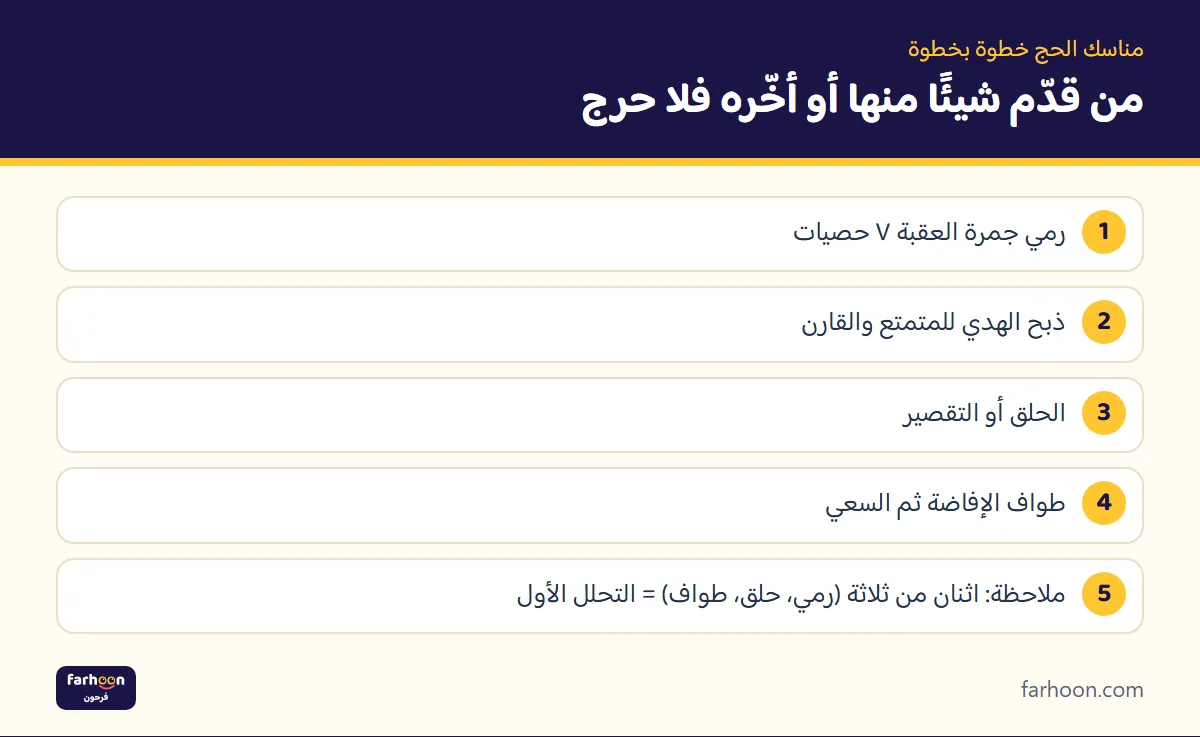 مناسك الحج خطوة بخطوة
من قدّم شيئًا منها أو أخّره فلا حرج
1 رمي جمرة العقبة ٧ حصيات
2 ذبح الهدي للمتمتع والقارن
3 الحلق أو التقصير
4 طواف الإفاضة ثم السعي
5 ملاحظة: اثنان من ثلاثة (رمي، حلق، طواف) = التحلل الأول
farhoon.com
farhoon
فرحون